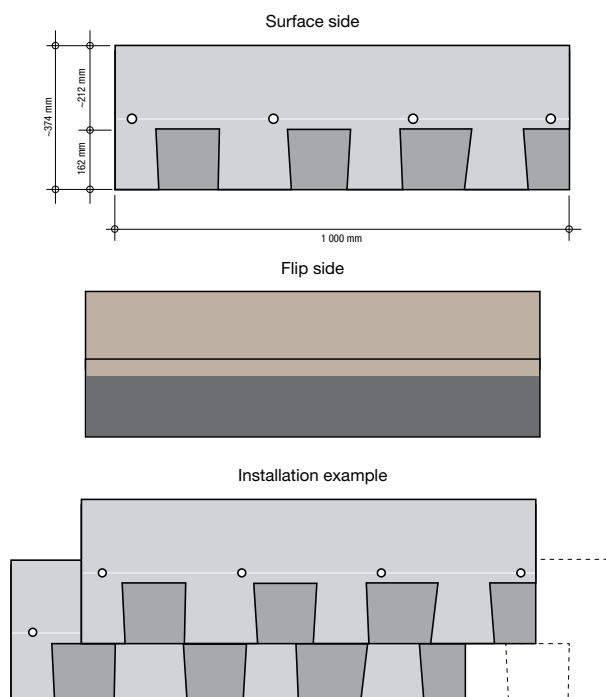 Surface side
~374 mm
~212 mm
162 mm
1 000 mm
Flip side
Installation example